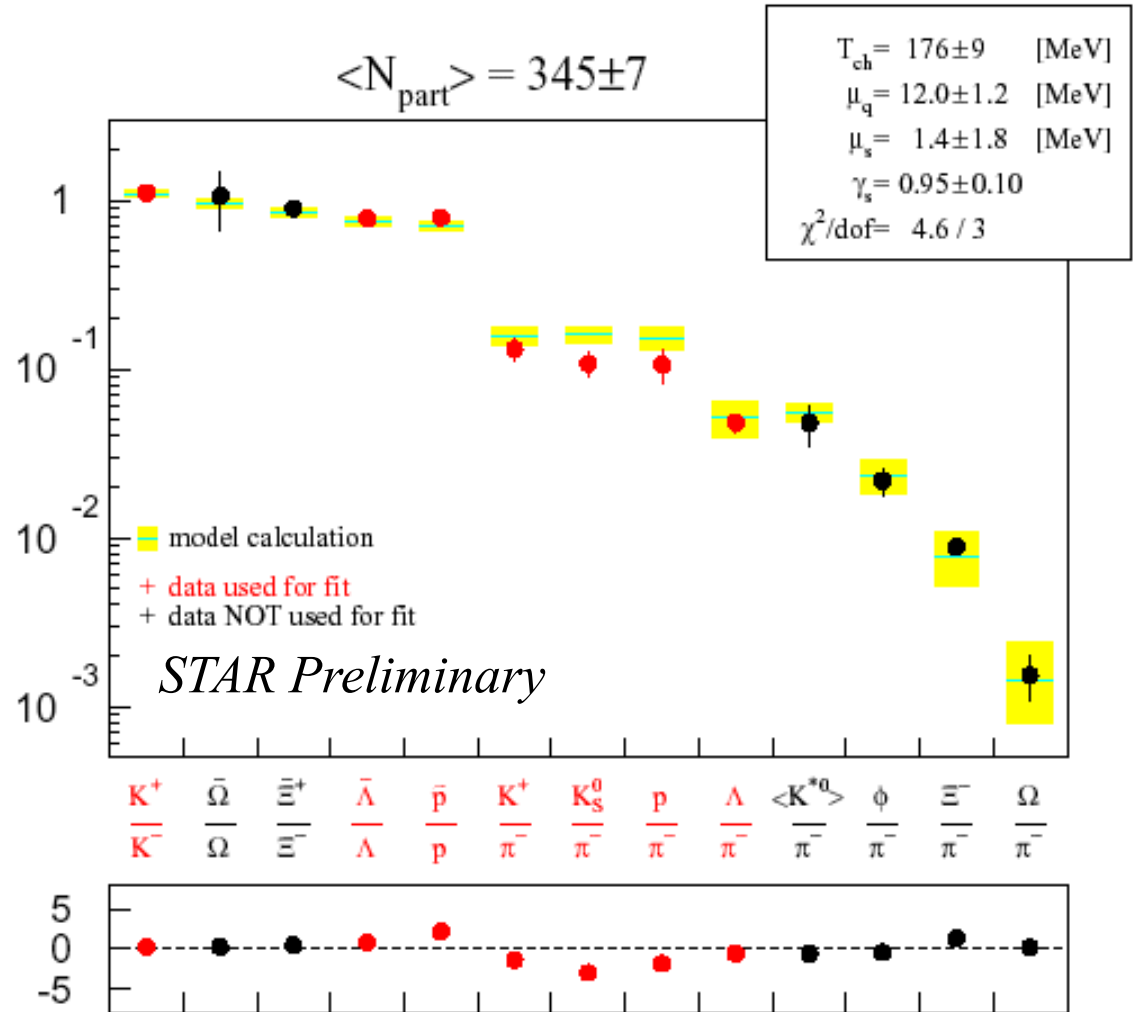 <N_part> = 345±7
T_ch= 176±9 [MeV]
μ_q= 12.0±1.2 [MeV]
μ_s= 1.4±1.8 [MeV]
γ_s= 0.95±0.10
χ²/dof= 4.6 / 3
1
10⁻¹
10⁻²
10⁻³
model calculation
+ data used for fit
+ data NOT used for fit
STAR Preliminary
K⁺ Ω̄ Ξ̄⁺ Λ̄ p̄ K⁺ K⁰_S p Λ <K*⁰> ϕ Ξ⁻ Ω
K⁻ Ω Ξ⁻ Λ p π⁻ π⁻ π⁻ π⁻ π⁻ π⁻ π⁻ π⁻
5
0
-5